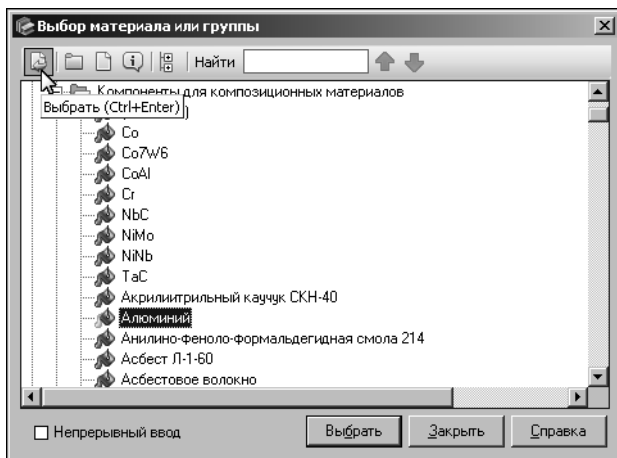 Выбор материала или группы
Найти
Компоненты для композиционных материалов
Выбрать (Ctrl+Enter)
Co
Co7W6
CoAl
Cr
NbC
NiMo
NiNb
TaC
Акрилиитрильный каучук СКН-40
Алюминий
Анилино-феноло-формальдегидная смола 214
Асбест Л-1-60
Асбестовое волокно
Непрерывный ввод
Выбрать
Закрыть
Справка